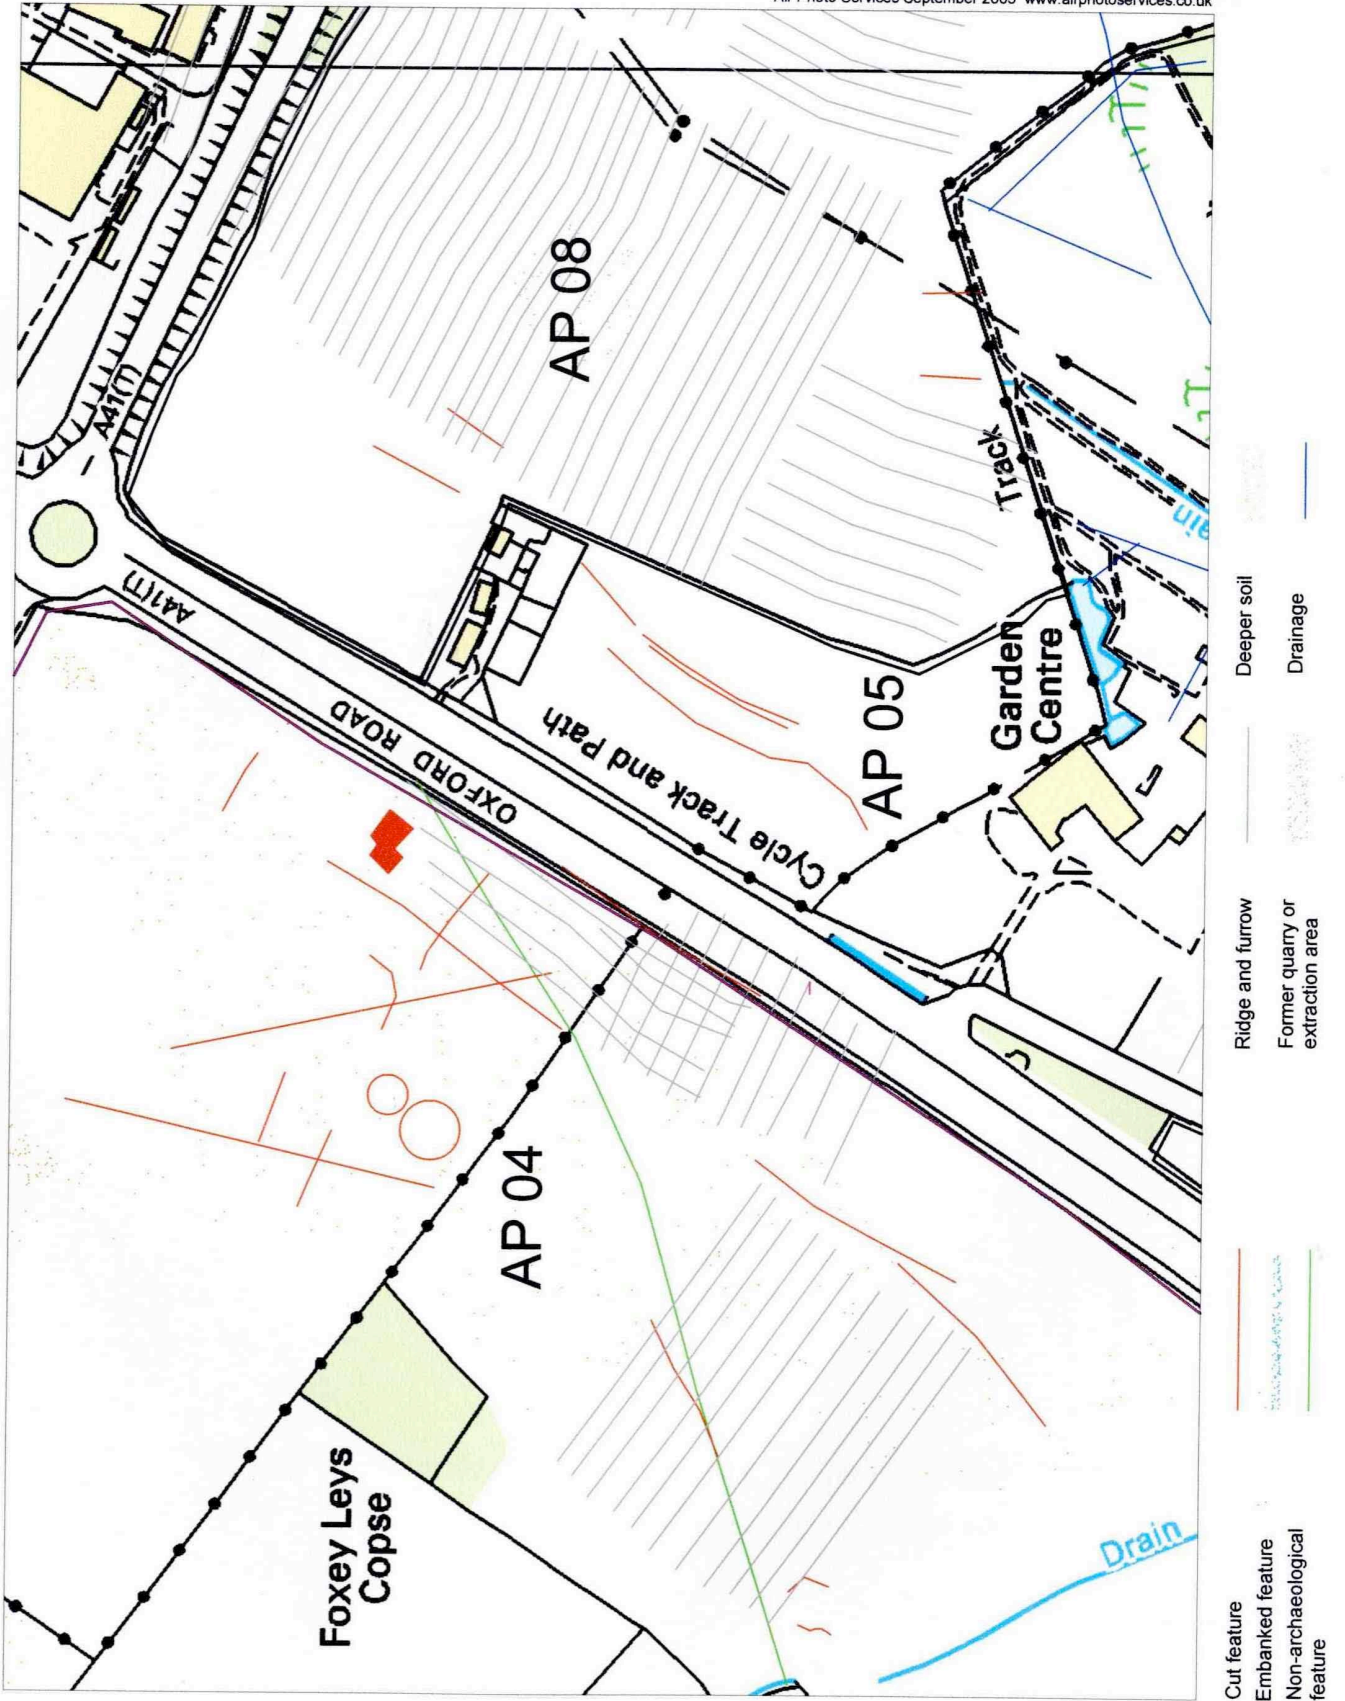 Air Photo Services September 2005 www.airphotoservices.co.uk
A41(T)
A41(T)
OXFORD ROAD
Cycle Track and Path
AP 08
AP 05
Garden
Centre
Track
AP 04
Foxey Leys
Copse
Drain
Cut feature
Embanked feature
Non-archaeological
feature
Ridge and furrow
Former quarry or
extraction area
Deeper soil
Drainage